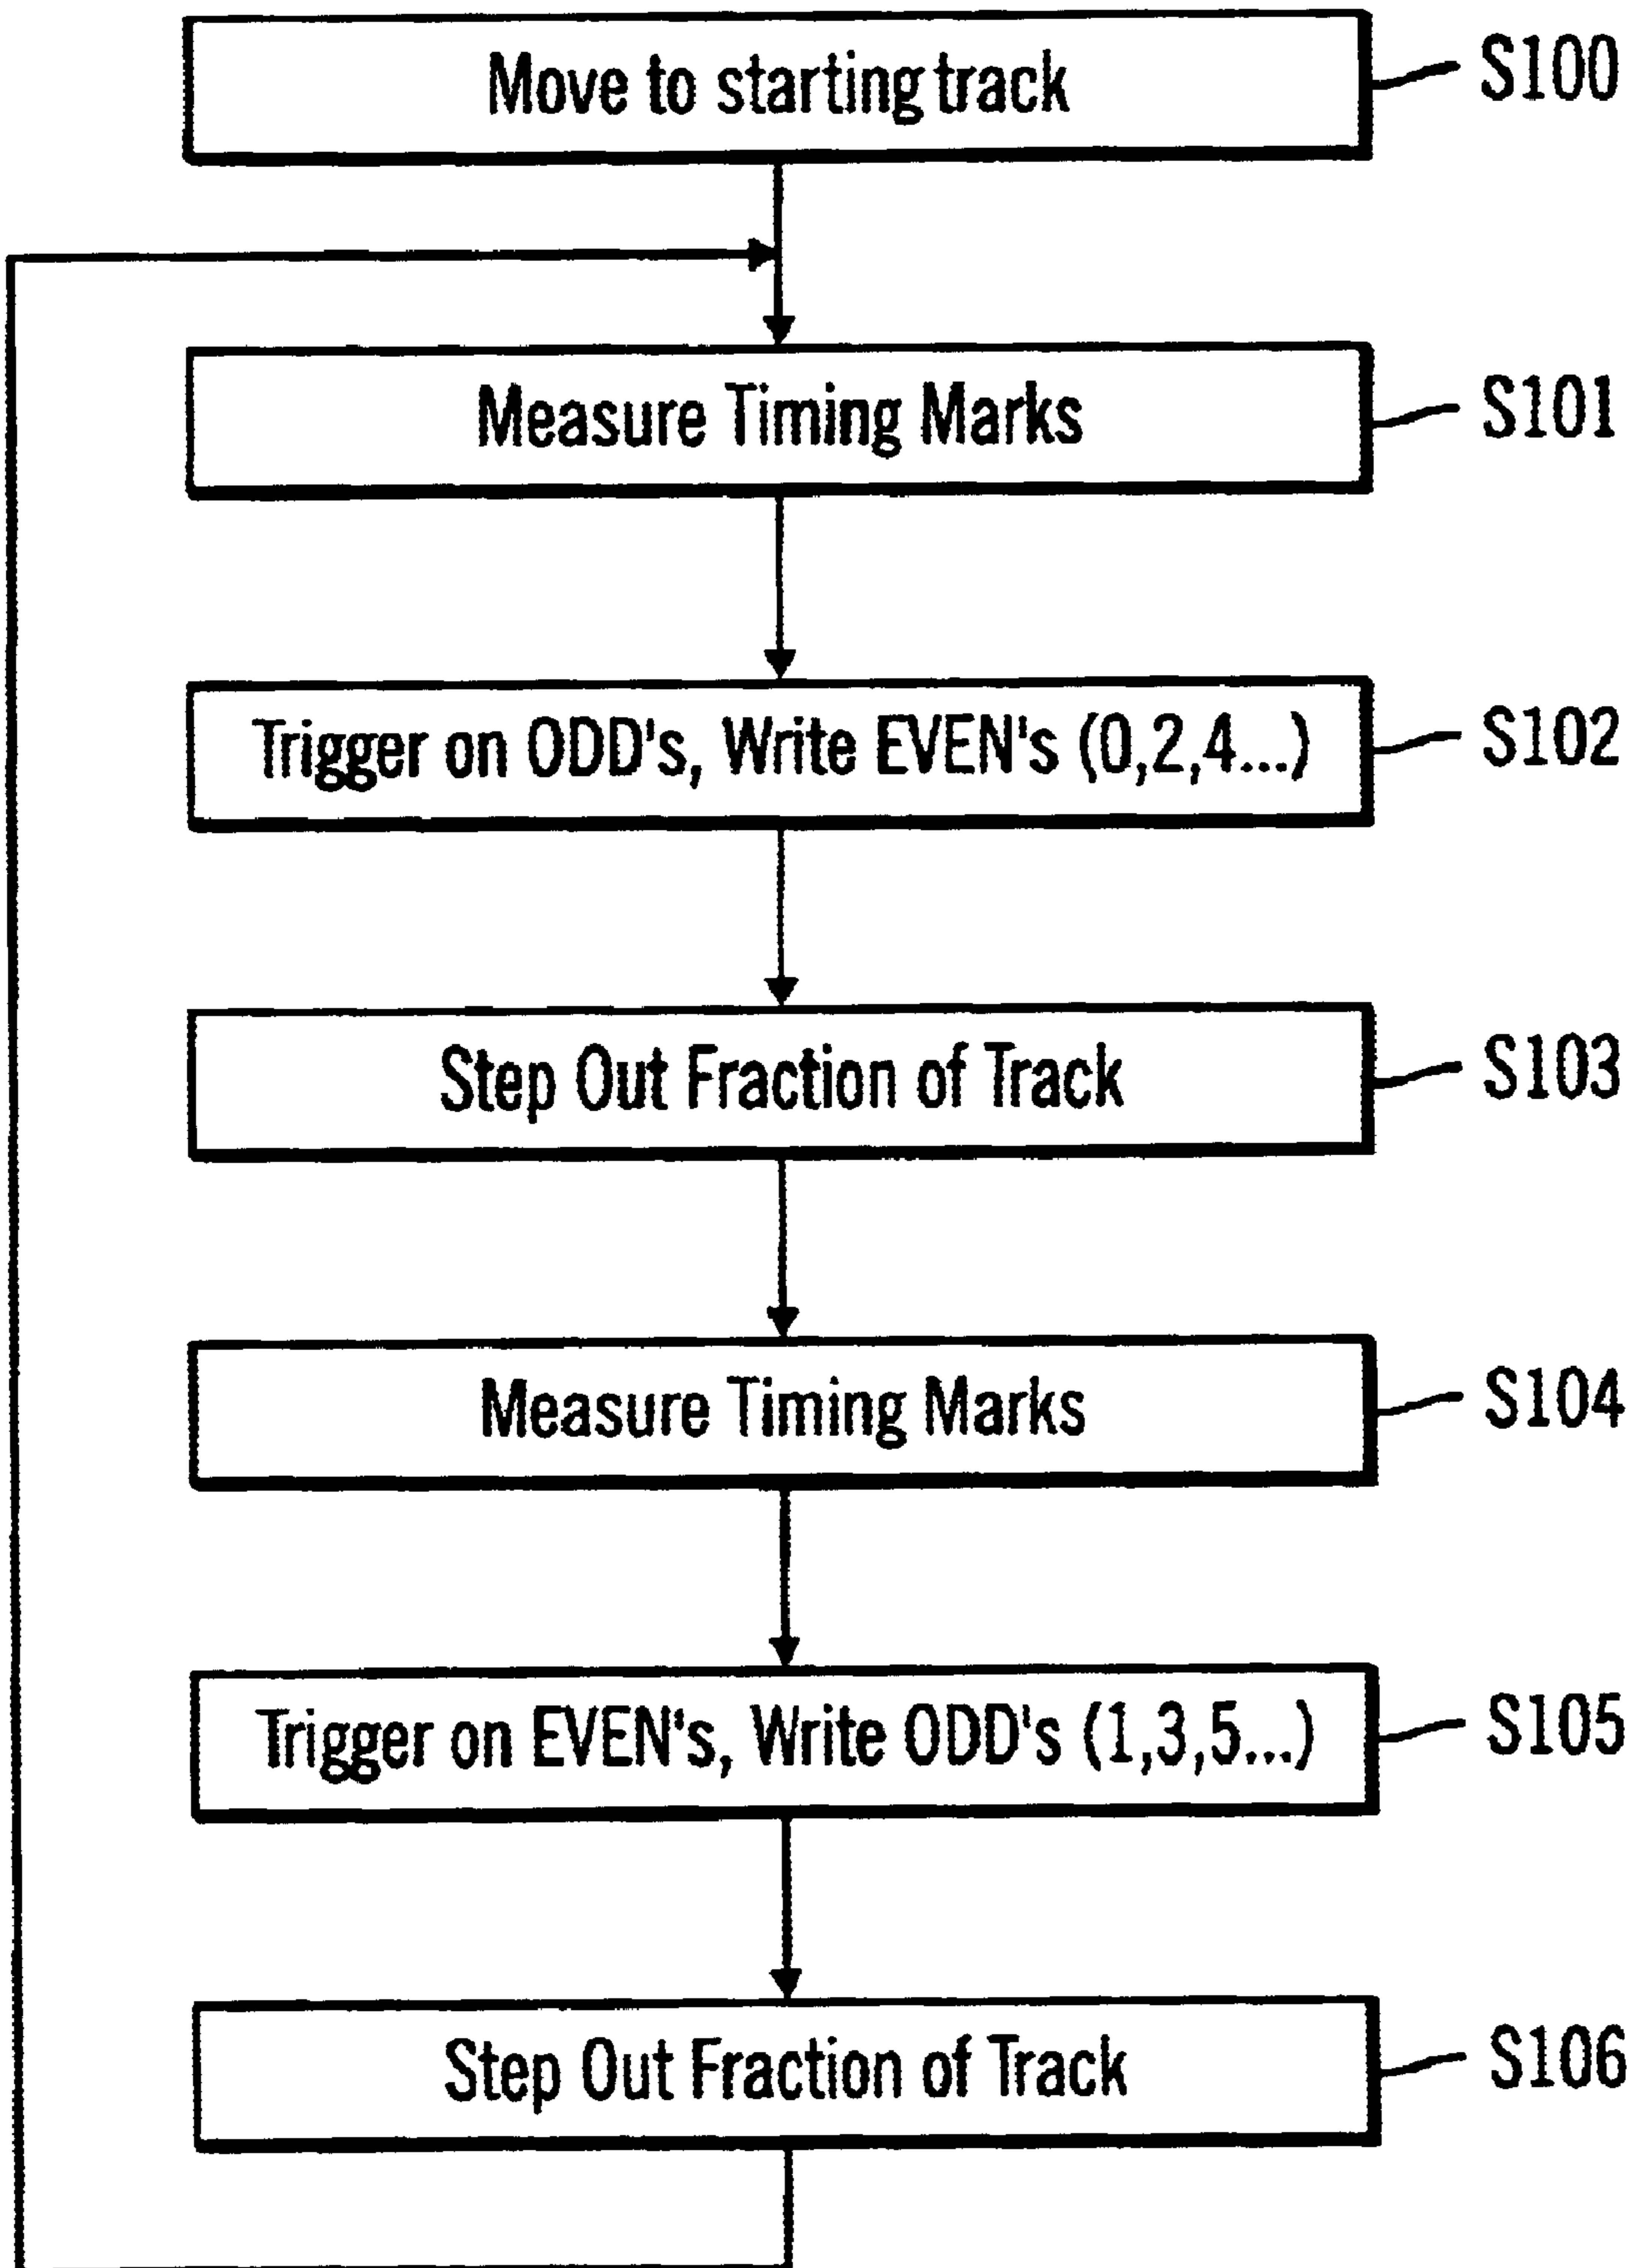 Move to starting track S100
Measure Timing Marks S101
Trigger on ODD's, Write EVEN's (0,2,4...) S102
Step Out Fraction of Track S103
Measure Timing Marks S104
Trigger on EVEN's, Write ODD's (1,3,5...) S105
Step Out Fraction of Track S106